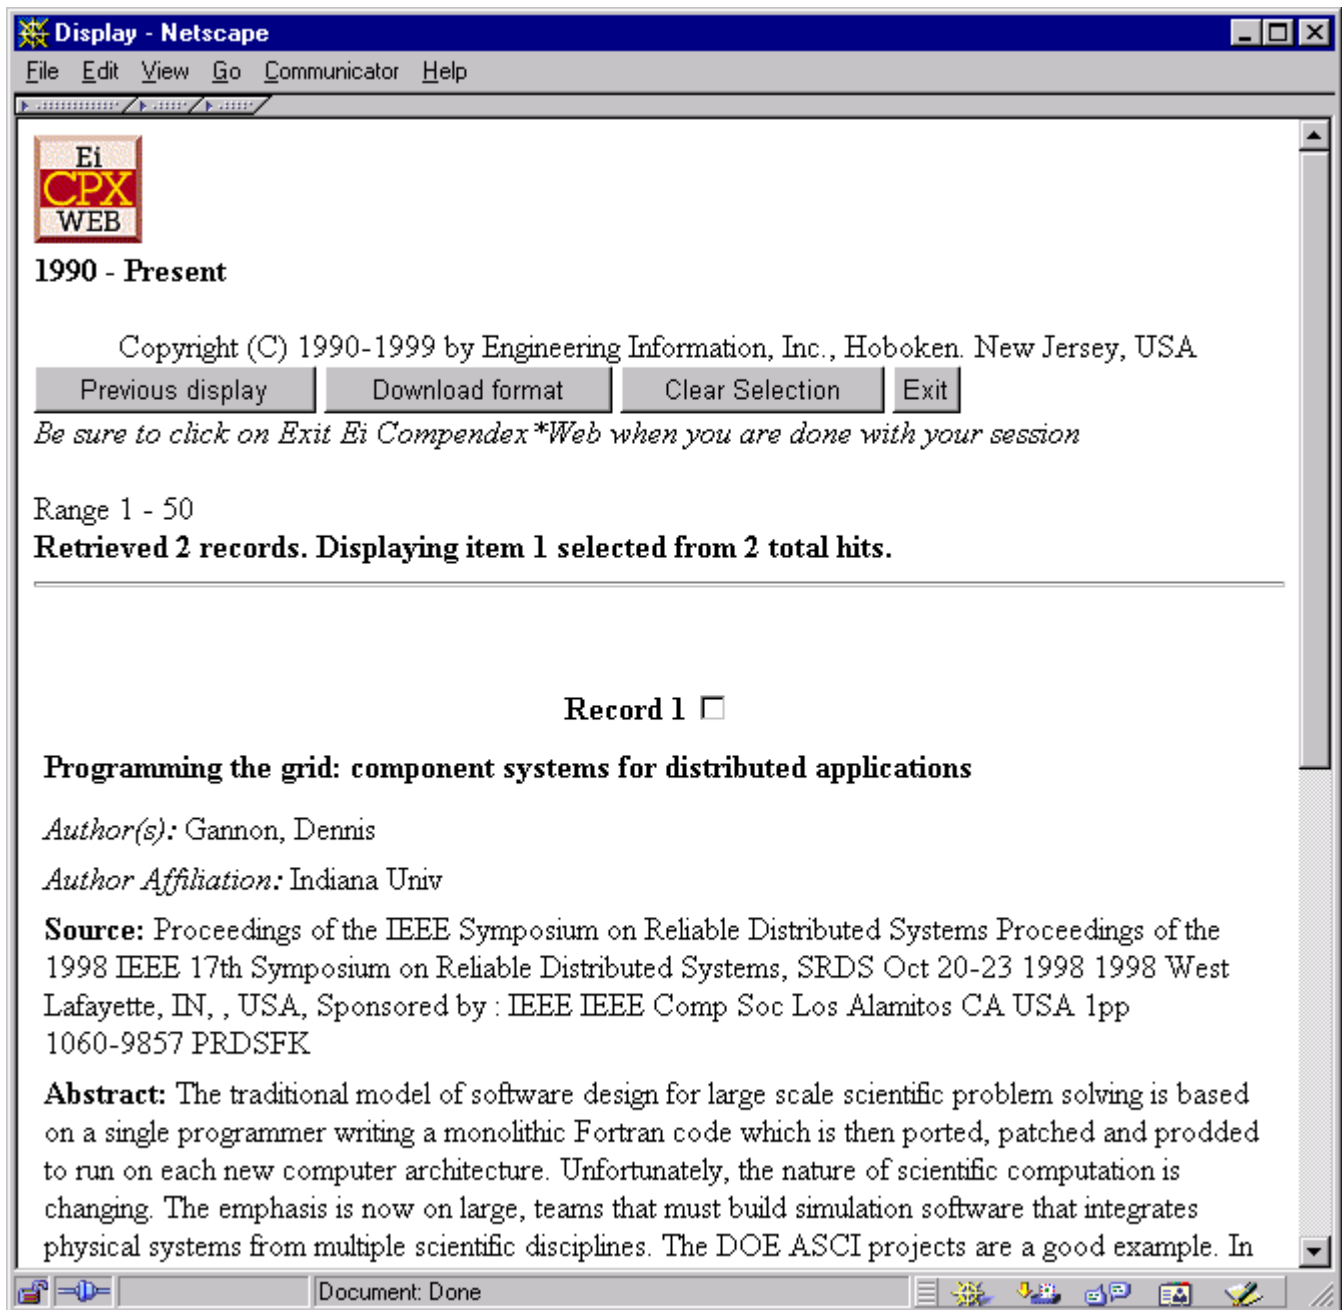 Display - Netscape
File Edit View Go Communicator Help
Ei
CPX
WEB
1990 - Present
Copyright (C) 1990-1999 by Engineering Information, Inc., Hoboken. New Jersey, USA
Previous display Download format Clear Selection Exit
Be sure to click on Exit Ei Compendex*Web when you are done with your session
Range 1 - 50
Retrieved 2 records. Displaying item 1 selected from 2 total hits.
Record 1
Programming the grid: component systems for distributed applications
Author(s): Gannon, Dennis
Author Affiliation: Indiana Univ
Source: Proceedings of the IEEE Symposium on Reliable Distributed Systems Proceedings of the
1998 IEEE 17th Symposium on Reliable Distributed Systems, SRDS Oct 20-23 1998 1998 West
Lafayette, IN, , USA, Sponsored by : IEEE IEEE Comp Soc Los Alamitos CA USA 1pp
1060-9857 PRDSFK
Abstract: The traditional model of software design for large scale scientific problem solving is based
on a single programmer writing a monolithic Fortran code which is then ported, patched and prodded
to run on each new computer architecture. Unfortunately, the nature of scientific computation is
changing. The emphasis is now on large, teams that must build simulation software that integrates
physical systems from multiple scientific disciplines. The DOE ASCI projects are a good example. In
Document: Done